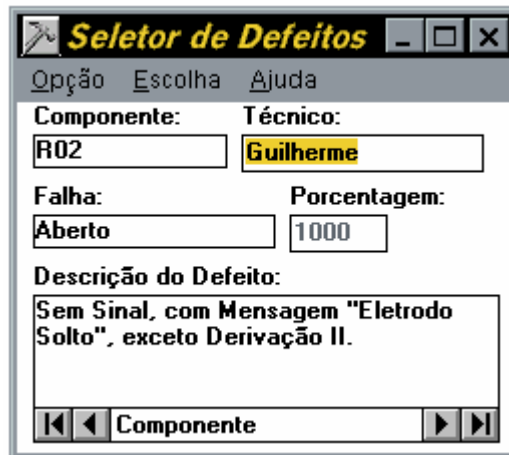 Seletor de Defeitos
Opção Escolha Ajuda
Componente: Técnico:
R02 Guilherme
Falha: Porcentagem:
Aberto 1000
Descrição do Defeito:
Sem Sinal, com Mensagem "Eletrodo
Solto", exceto Derivação II.
Componente